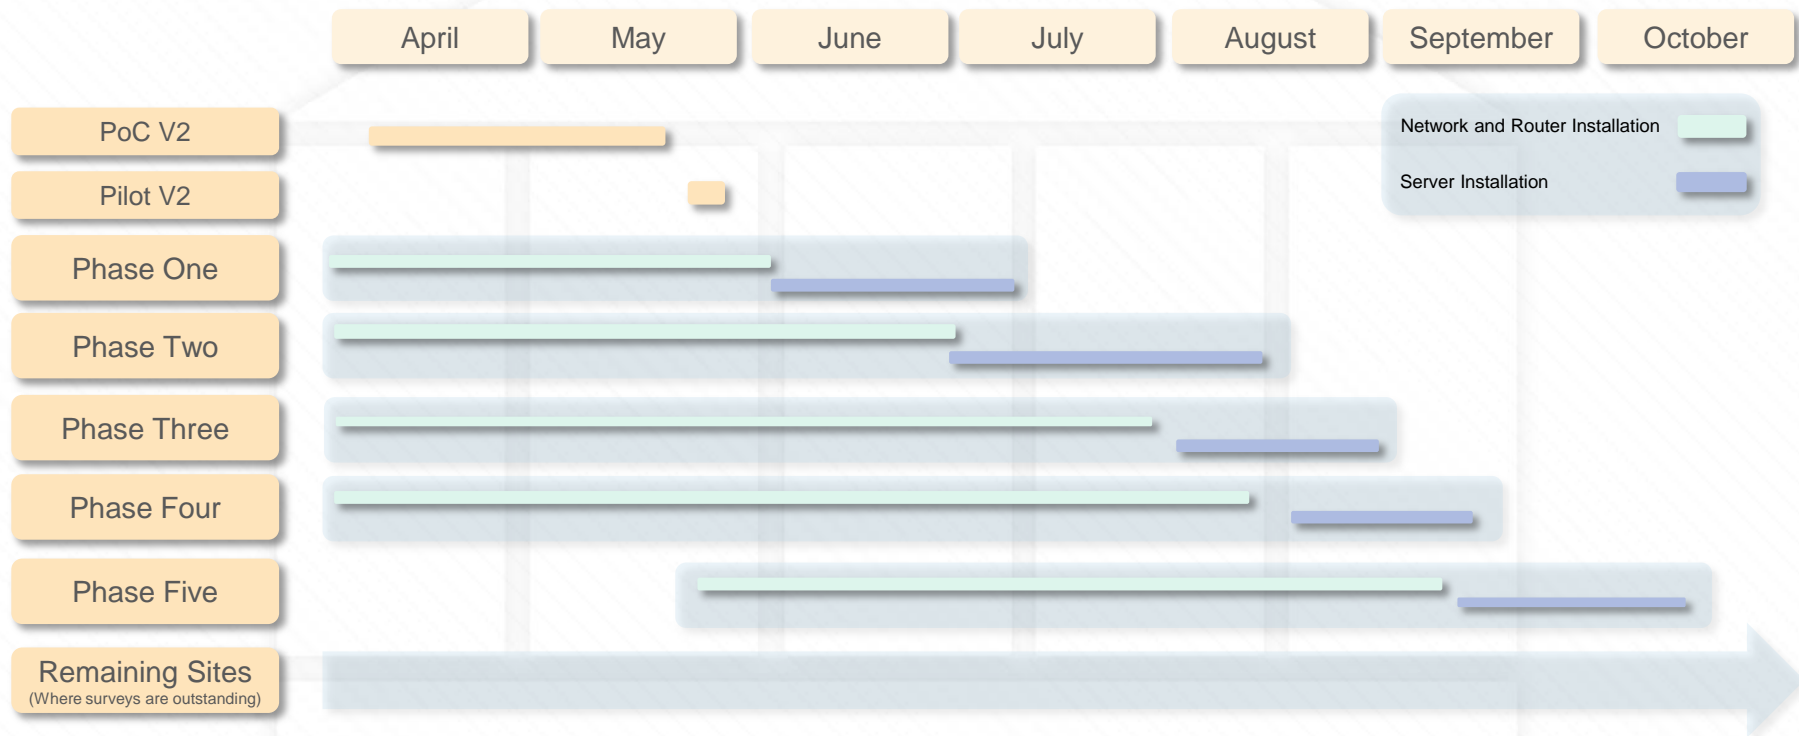 April
May
June
July
August
September
October
PoC V2
Network and Router Installation
Pilot V2
Server Installation
Phase One
Phase Two
Phase Three
Phase Four
Phase Five
Remaining Sites
(Where surveys are outstanding)